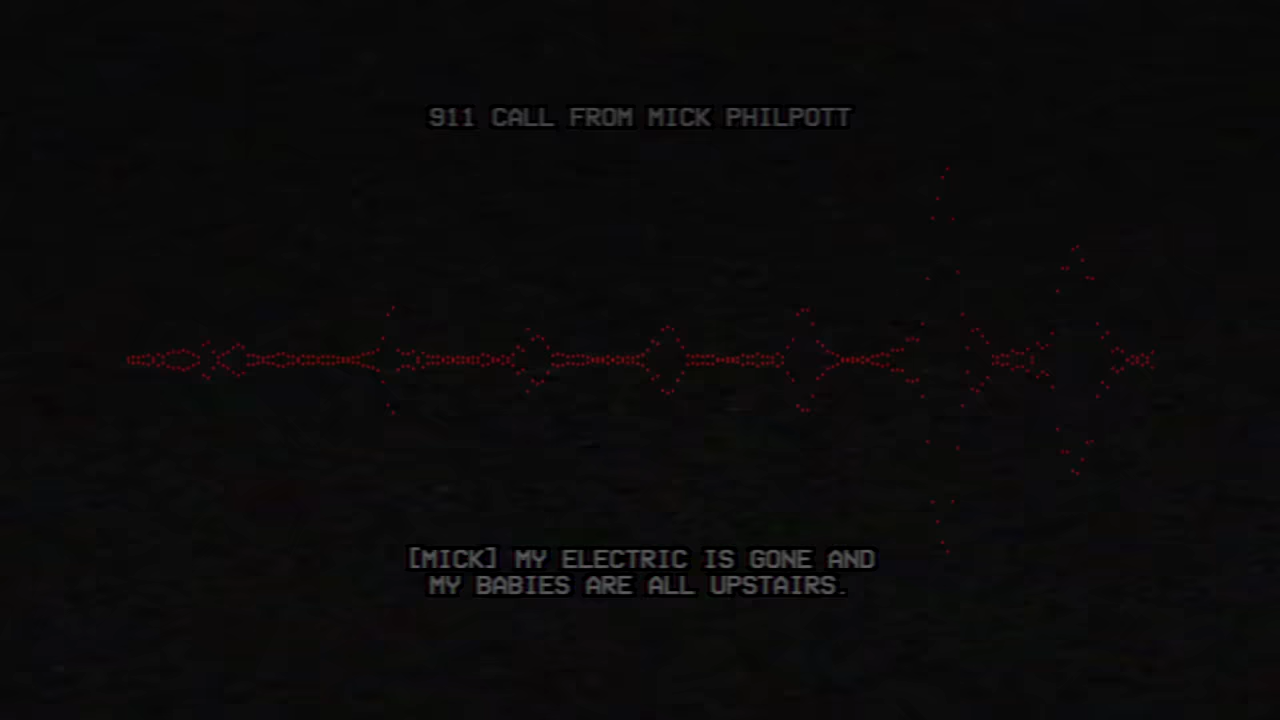 911 CALL FROM MICK PHILPOTT
[MICK] MY ELECTRIC IS GONE AND
MY BABIES ARE ALL UPSTAIRS.